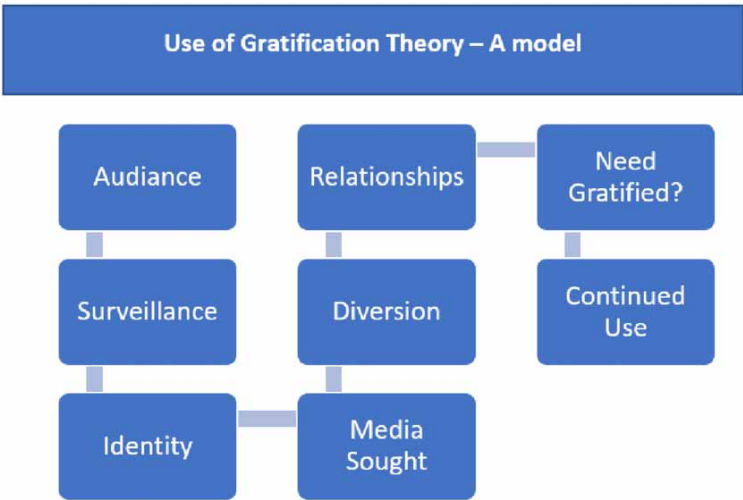 Use of Gratification Theory – A model
Audiance
Surveillance
Identity
Media
Sought
Diversion
Relationships
Need
Gratified?
Continued
Use